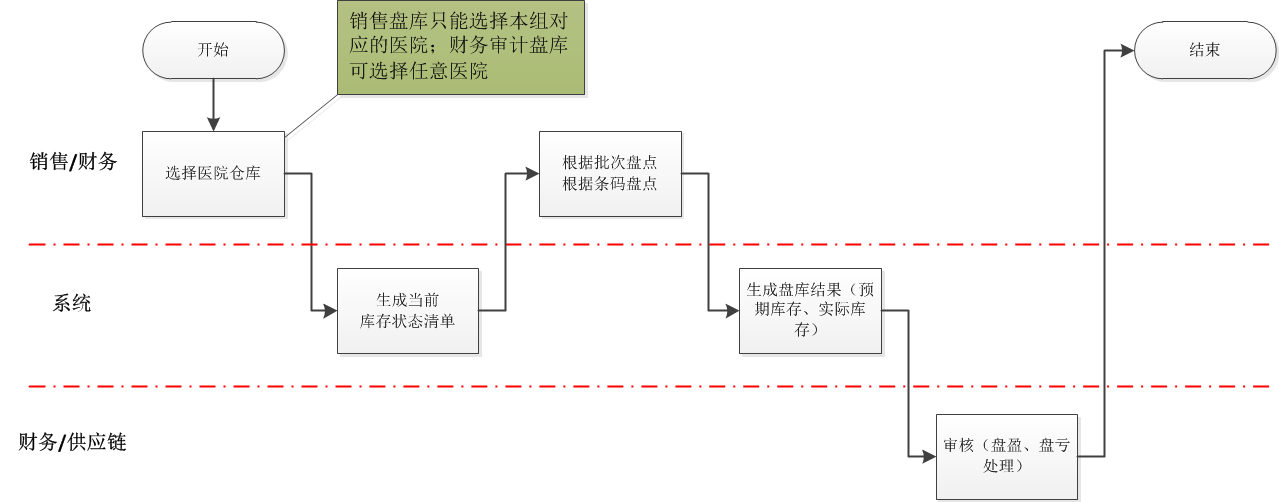 开始
销售盘库只能选择本组对
应的医院；财务审计盘库
可选择任意医院
结束
销售/财务
选择医院仓库
根据批次盘点
根据条码盘点
系统
生成当前
库存状态清单
生成盘库结果（预
期库存、实际库
存）
财务/供应链
审核（盘盈、盘亏
处理）